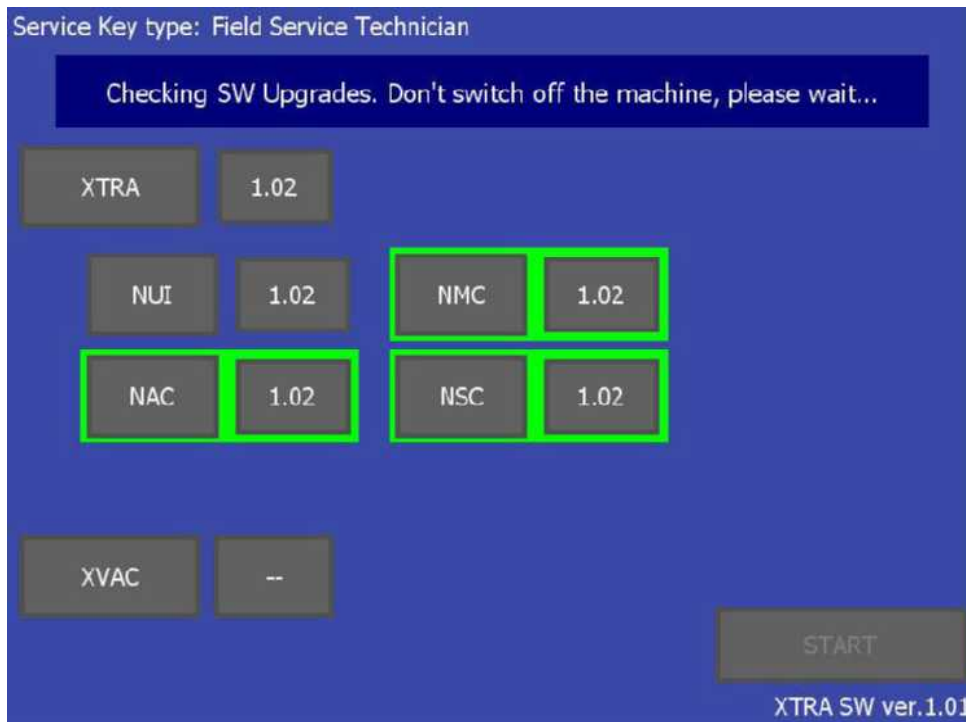 Service Key type: Field Service Technician
Checking SW Upgrades. Don't switch off the machine, please wait...
XTRA 1.02
NUI 1.02 NMC 1.02
NAC 1.02 NSC 1.02
XVAC --
START
XTRA SW ver.1.01